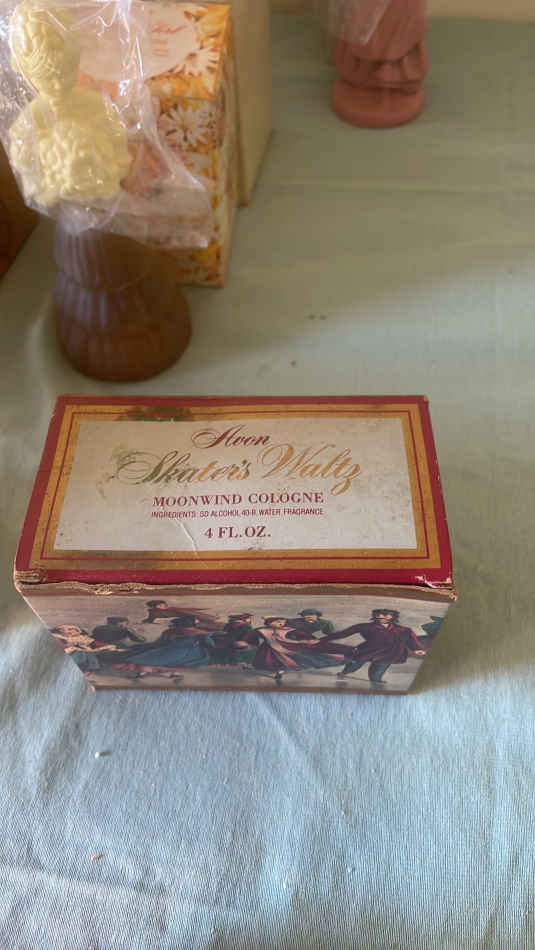 Avon
Skater's Waltz
MOONWIND COLOGNE
INGREDIENTS: SD ALCOHOL 40-B, WATER, FRAGRANCE
4 FL.OZ.